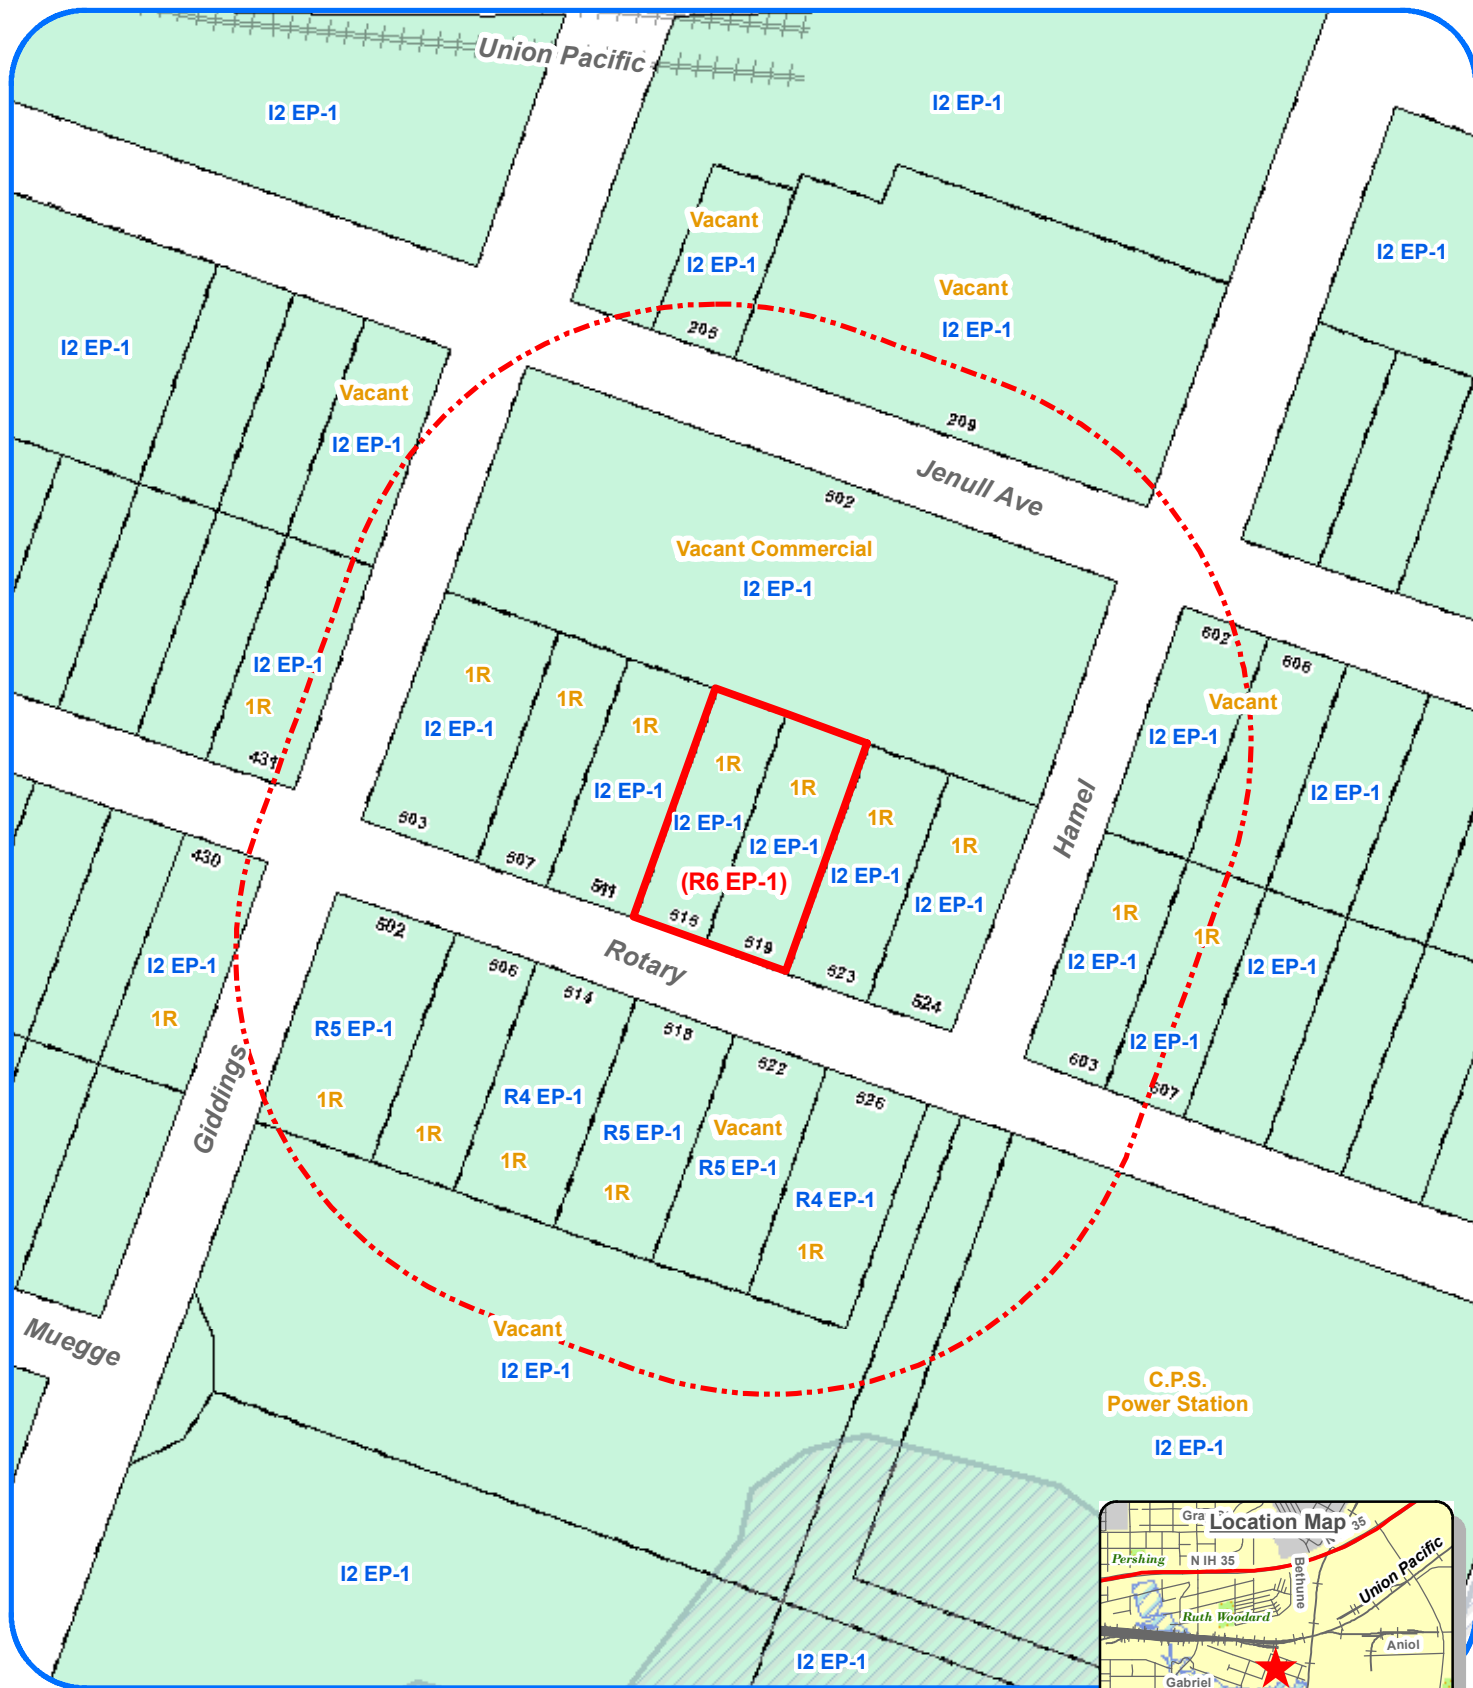 Union Pacific
I2 EP-1
I2 EP-1
Vacant
I2 EP-1
I2 EP-1
Vacant
I2 EP-1
205
I2 EP-1
Vacant
I2 EP-1
209
Jenull Ave
502
Vacant Commercial
I2 EP-1
I2 EP-1
1R
431
1R
I2 EP-1
503
1R
507
1R
I2 EP-1
511
1R
I2 EP-1
515
1R
I2 EP-1
519
(R6 EP-1)
1R
I2 EP-1
523
1R
I2 EP-1
524
Hamel
602
606
Vacant
I2 EP-1
I2 EP-1
1R
I2 EP-1
603
1R
I2 EP-1
607
I2 EP-1
Rotary
430
I2 EP-1
1R
Giddings
502
R5 EP-1
1R
506
1R
514
R4 EP-1
1R
518
R5 EP-1
1R
522
Vacant
R5 EP-1
526
R4 EP-1
1R
Muegge
Vacant
I2 EP-1
C.P.S.
Power Station
I2 EP-1
I2 EP-1
I2 EP-1
Location Map
35
Pershing
N IH 35
Bethune
Union Pacific
Ruth Woodard
Aniol
Gabriel